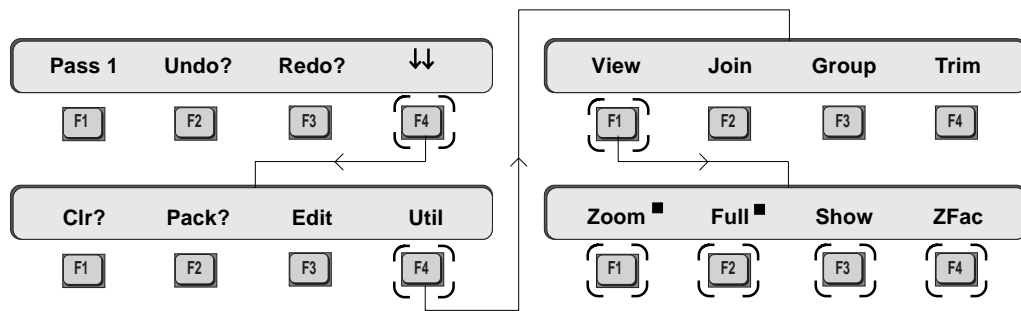 Pass 1 Undo? Redo? ↓↓
F1 F2 F3 F4
Clr? Pack? Edit Util
F1 F2 F3 F4
View Join Group Trim
F1 F2 F3 F4
Zoom■ Full■ Show ZFac
F1 F2 F3 F4